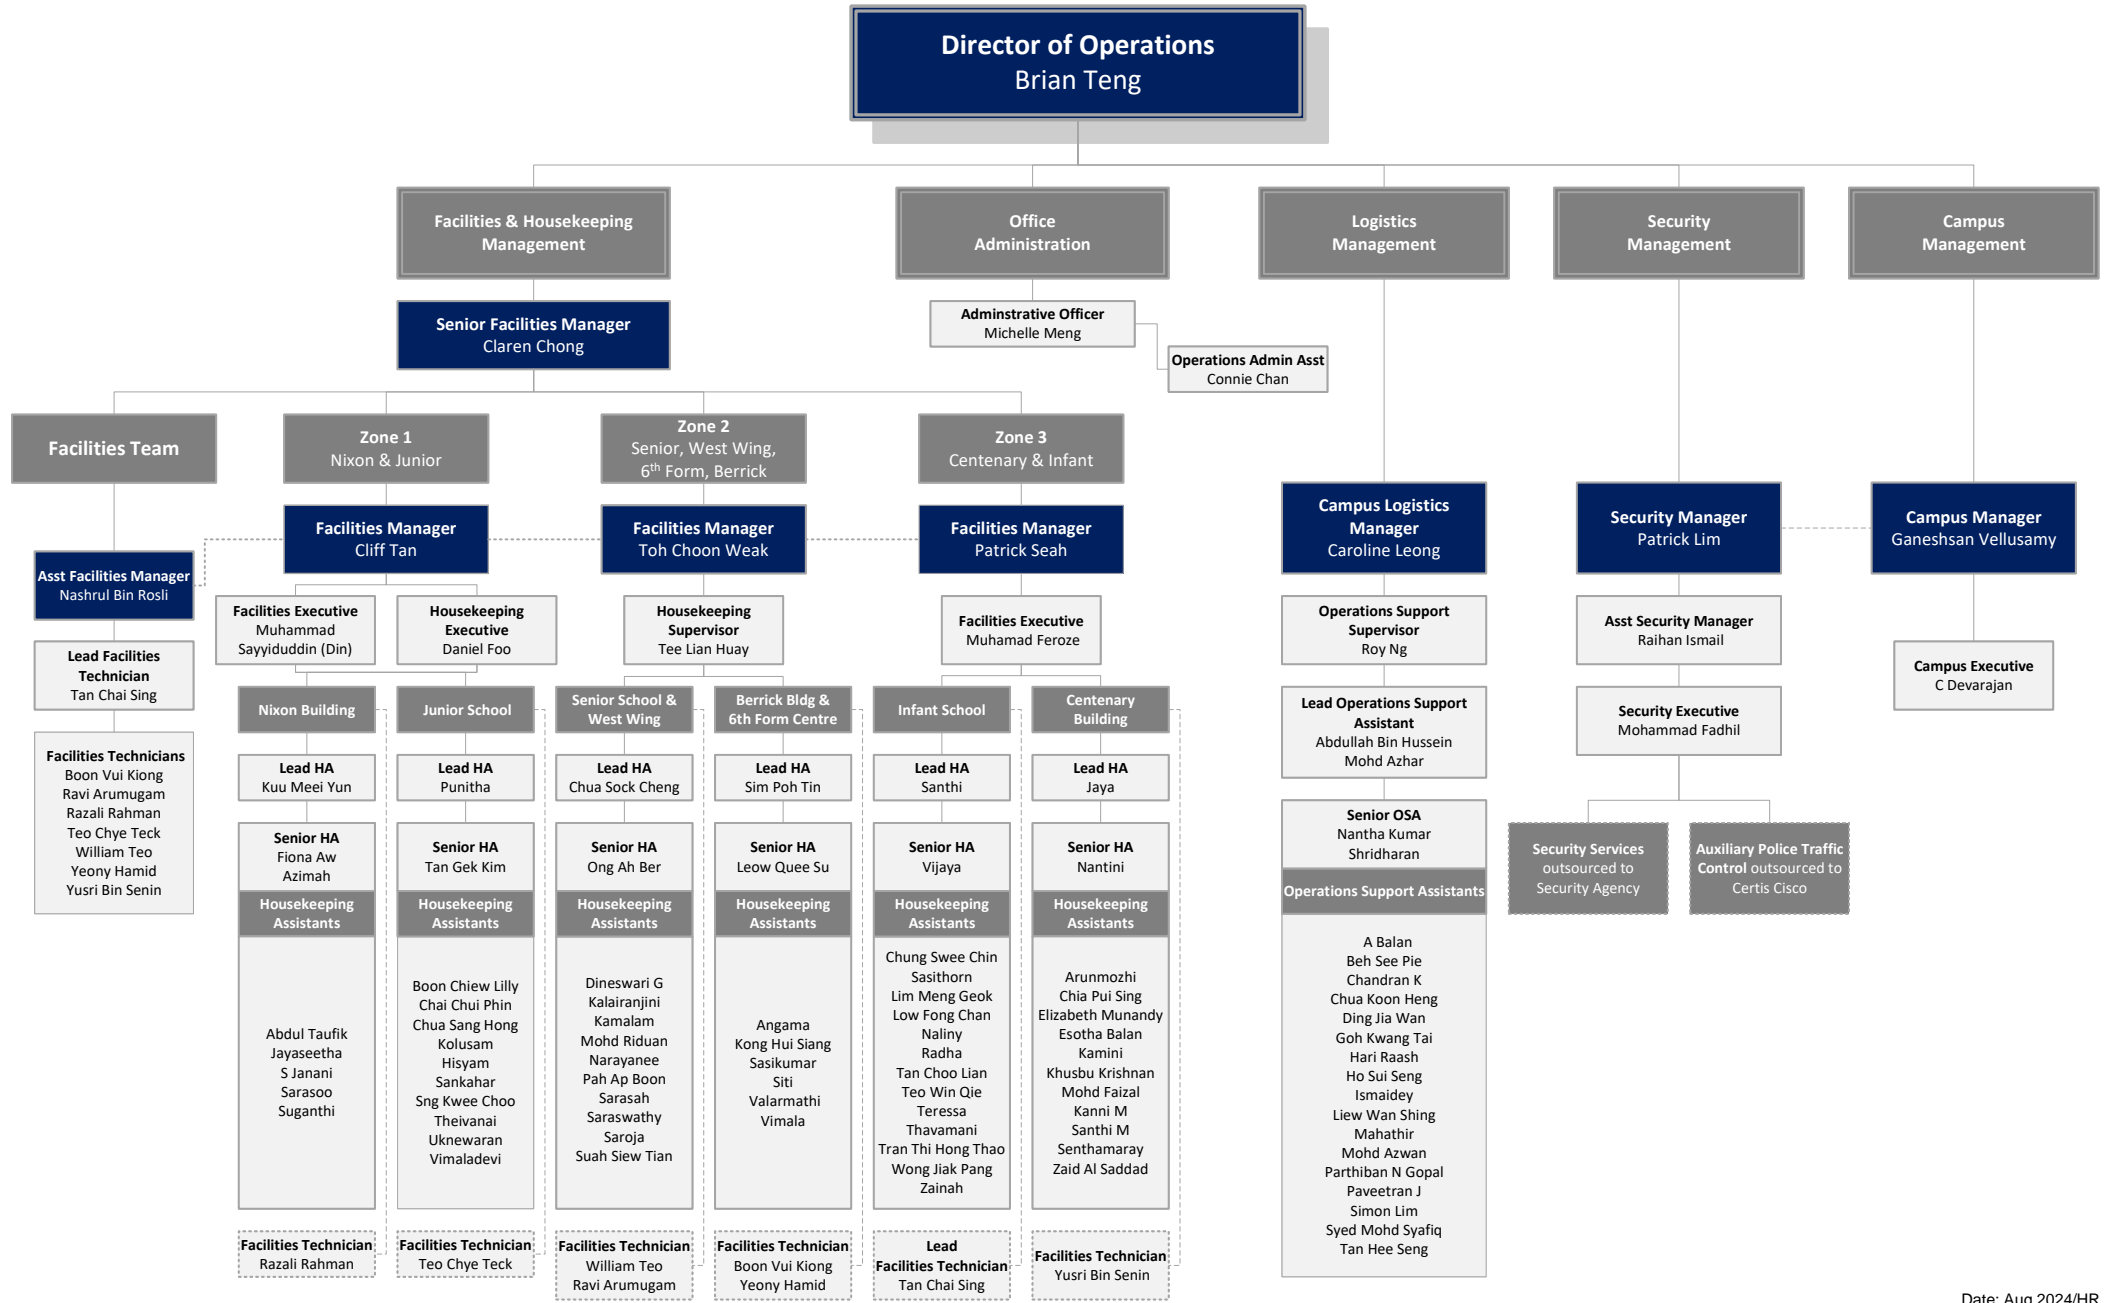 Director of Operations
Brian Teng
Facilities & Housekeeping
Management
Office
Administration
Logistics
Management
Security
Management
Campus
Management
Senior Facilities Manager
Claren Chong
Adminstrative Officer
Michelle Meng
Operations Admin Asst
Connie Chan
Facilities Team
Zone 1
Nixon & Junior
Zone 2
Senior, West Wing,
6th Form, Berrick
Zone 3
Centenary & Infant
Asst Facilities Manager
Nashrul Bin Rosli
Facilities Manager
Cliff Tan
Facilities Manager
Toh Choon Weak
Facilities Manager
Patrick Seah
Campus Logistics
Manager
Caroline Leong
Security Manager
Patrick Lim
Campus Manager
Ganeshsan Vellusamy
Lead Facilities
Technician
Tan Chai Sing
Facilities Technicians
Boon Vui Kiong
Ravi Arumugam
Razali Rahman
Teo Chye Teck
William Teo
Yeony Hamid
Yusri Bin Senin
Facilities Executive
Muhammad
Sayyiduddin (Din)
Housekeeping
Executive
Daniel Foo
Housekeeping
Supervisor
Tee Lian Huay
Facilities Executive
Muhamad Feroze
Operations Support
Supervisor
Roy Ng
Asst Security Manager
Raihan Ismail
Campus Executive
C Devarajan
Nixon Building
Lead HA
Kuu Meei Yun
Senior HA
Fiona Aw
Azimah
Housekeeping
Assistants
Abdul Taufik
Jayaseetha
S Janani
Sarasoo
Suganthi
Facilities Technician
Razali Rahman
Junior School
Lead HA
Punitha
Senior HA
Tan Gek Kim
Housekeeping
Assistants
Boon Chiew Lilly
Chai Chui Phin
Chua Sang Hong
Kolusam
Hisyam
Sankahar
Sng Kwee Choo
Theivanai
Uknewaran
Vimaladevi
Facilities Technician
Teo Chye Teck
Senior School &
West Wing
Lead HA
Chua Sock Cheng
Senior HA
Ong Ah Ber
Housekeeping
Assistants
Dineswari G
Kalairanjini
Kamalam
Mohd Riduan
Narayanee
Pah Ap Boon
Sarasah
Saraswathy
Saroja
Suah Siew Tian
Facilities Technician
William Teo
Ravi Arumugam
Berrick Bldg &
6th Form Centre
Lead HA
Sim Poh Tin
Senior HA
Leow Quee Su
Housekeeping
Assistants
Angama
Kong Hui Siang
Sasikumar
Siti
Valarmathi
Vimala
Facilities Technician
Boon Vui Kiong
Yeony Hamid
Infant School
Lead HA
Santhi
Senior HA
Vijaya
Housekeeping
Assistants
Chung Swee Chin
Sasithorn
Lim Meng Geok
Low Fong Chan
Naliny
Radha
Tan Choo Lian
Teo Win Qie
Teressa
Thavamani
Tran Thi Hong Thao
Wong Jiak Pang
Zainah
Lead
Facilities Technician
Tan Chai Sing
Centenary
Building
Lead HA
Jaya
Senior HA
Nantini
Housekeeping
Assistants
Arunmozhi
Chia Pui Sing
Elizabeth Munandy
Esotha Balan
Kamini
Khusbu Krishnan
Mohd Faizal
Kanni M
Santhi M
Senthamaray
Zaid Al Saddad
Facilities Technician
Yusri Bin Senin
Lead Operations Support
Assistant
Abdullah Bin Hussein
Mohd Azhar
Senior OSA
Nantha Kumar
Shridharan
Operations Support Assistants
A Balan
Beh See Pie
Chandran K
Chua Koon Heng
Ding Jia Wan
Goh Kwang Tai
Hari Raash
Ho Sui Seng
Ismaidey
Liew Wan Shing
Mahathir
Mohd Azwan
Parthiban N Gopal
Paveetran J
Simon Lim
Syed Mohd Syafiq
Tan Hee Seng
Security Executive
Mohammad Fadhil
Security Services
outsourced to
Security Agency
Auxiliary Police Traffic
Control outsourced to
Certis Cisco
Date: Aug 2024/HR